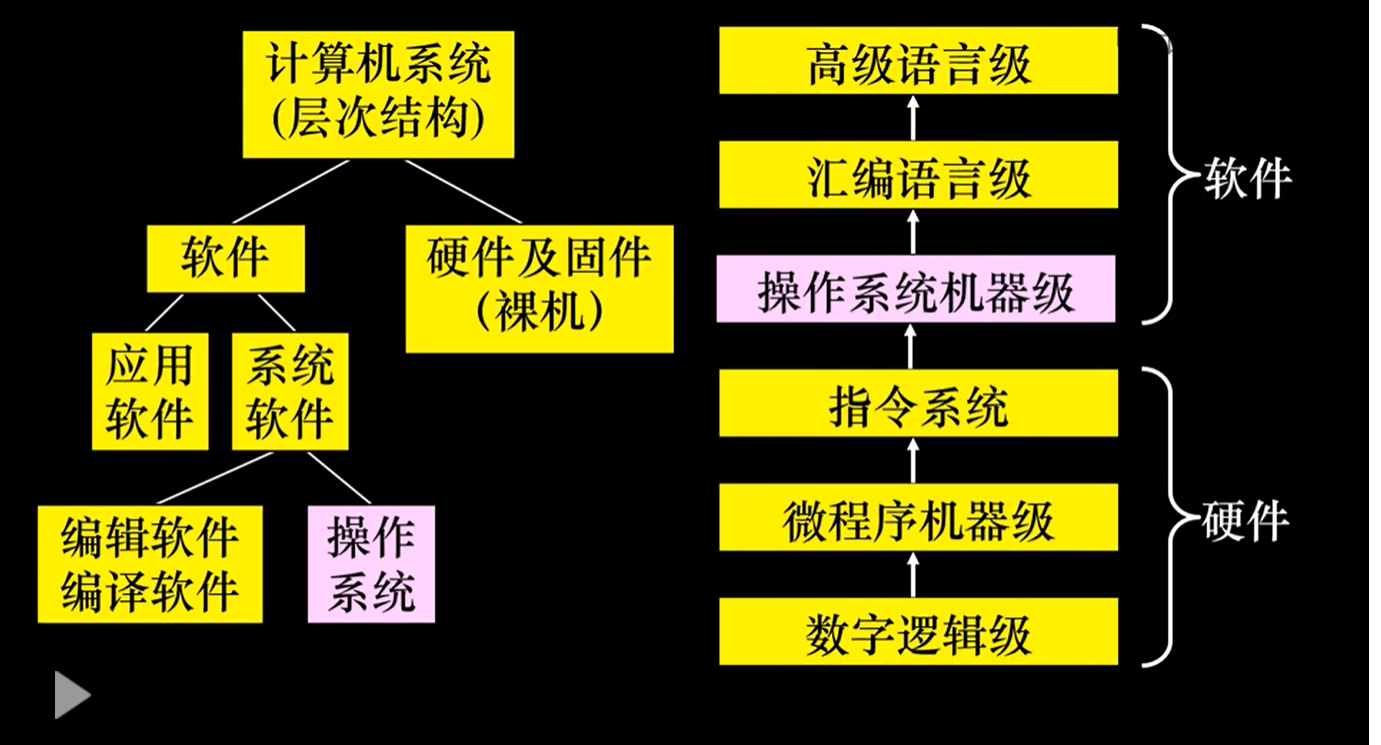 计算机系统
(层次结构)
软件
硬件及固件
(裸机)
应用
软件
系统
软件
编辑软件
编译软件
操作
系统
高级语言级
汇编语言级
操作系统机器级
软件
指令系统
微程序机器级
数字逻辑级
硬件